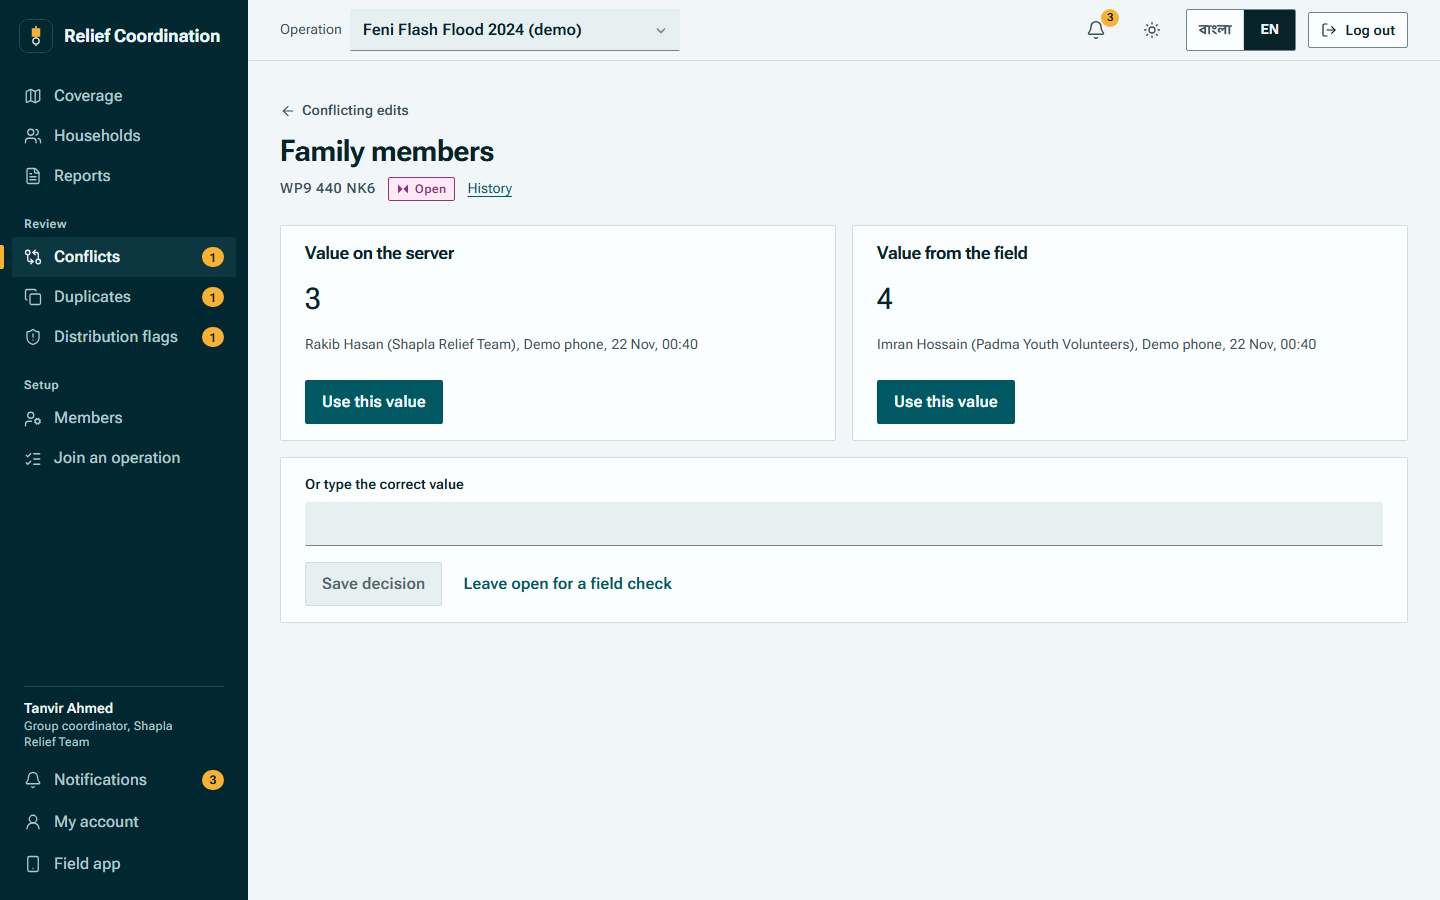 Relief Coordination
Coverage
Households
Reports
Review
Conflicts 1
Duplicates 1
Distribution flags 1
Setup
Members
Join an operation
Tanvir Ahmed
Group coordinator, Shapla
Relief Team
Notifications 3
My account
Field app
Operation Feni Flash Flood 2024 (demo) 3 বাংলা EN Log out
Conflicting edits
Family members
WP9 440 NK6 Open History
Value on the server
3
Rakib Hasan (Shapla Relief Team), Demo phone, 22 Nov, 00:40
Use this value
Value from the field
4
Imran Hossain (Padma Youth Volunteers), Demo phone, 22 Nov, 00:40
Use this value
Or type the correct value
Save decision Leave open for a field check